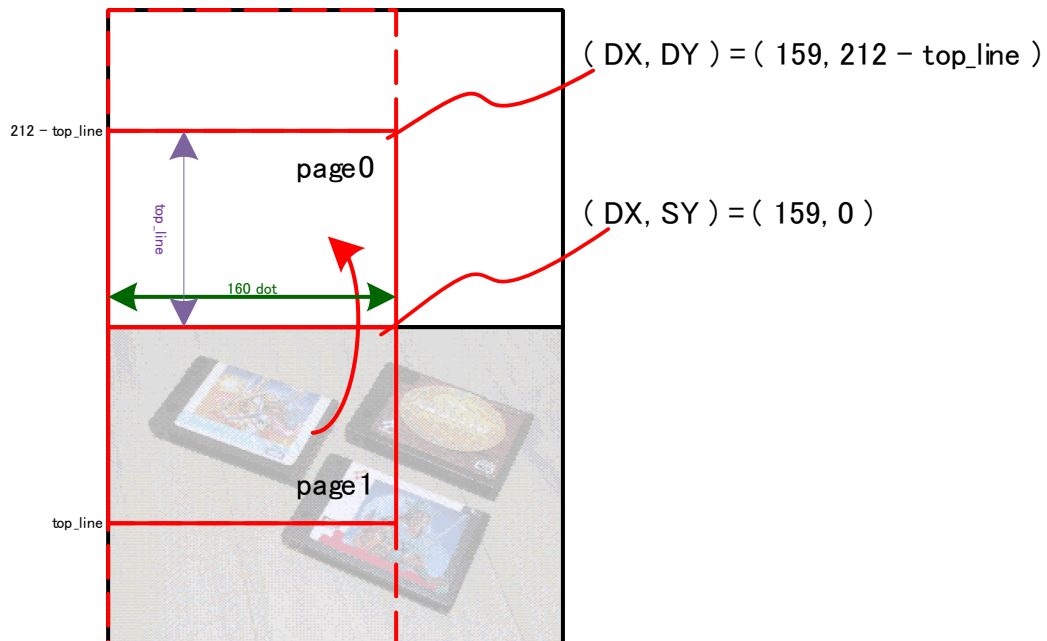 ( DX, DY ) = ( 159, 212 − top_line )
212 − top_line
page0
top_line
( DX, SY ) = ( 159, 0 )
160 dot
page1
top_line